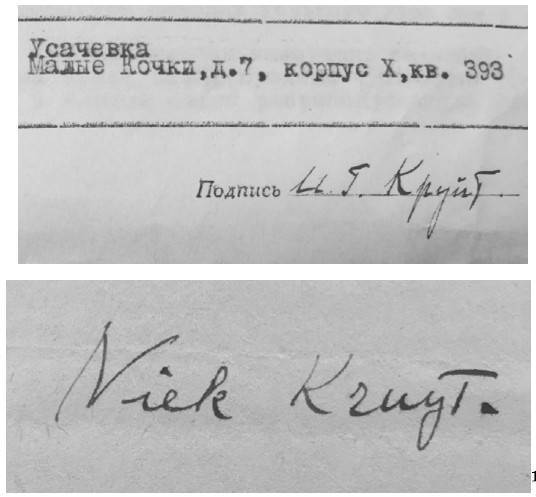 Усачевка
Малые Кочки,д.7, корпус X,кв. 393
Подпись И. Г. Круйт.
Niek Kruyt.
1